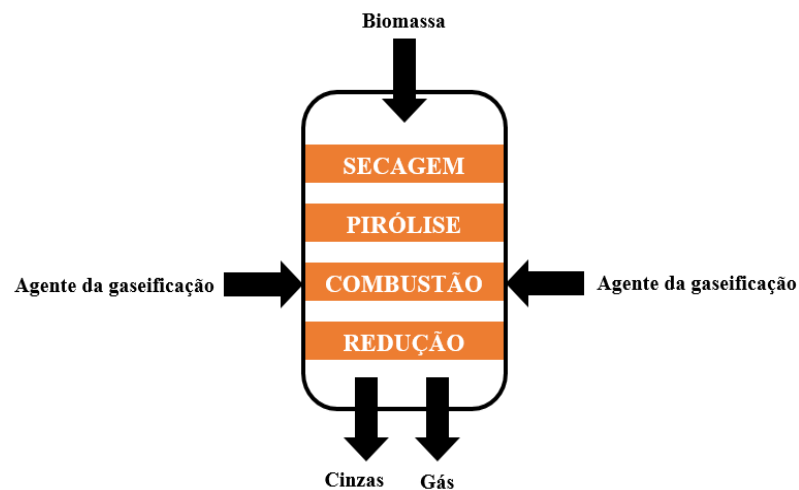 Biomassa
SECAGEM
PIRÓLISE
Agente da gaseificação
COMBUSTÃO
Agente da gaseificação
REDUÇÃO
Cinzas
Gás